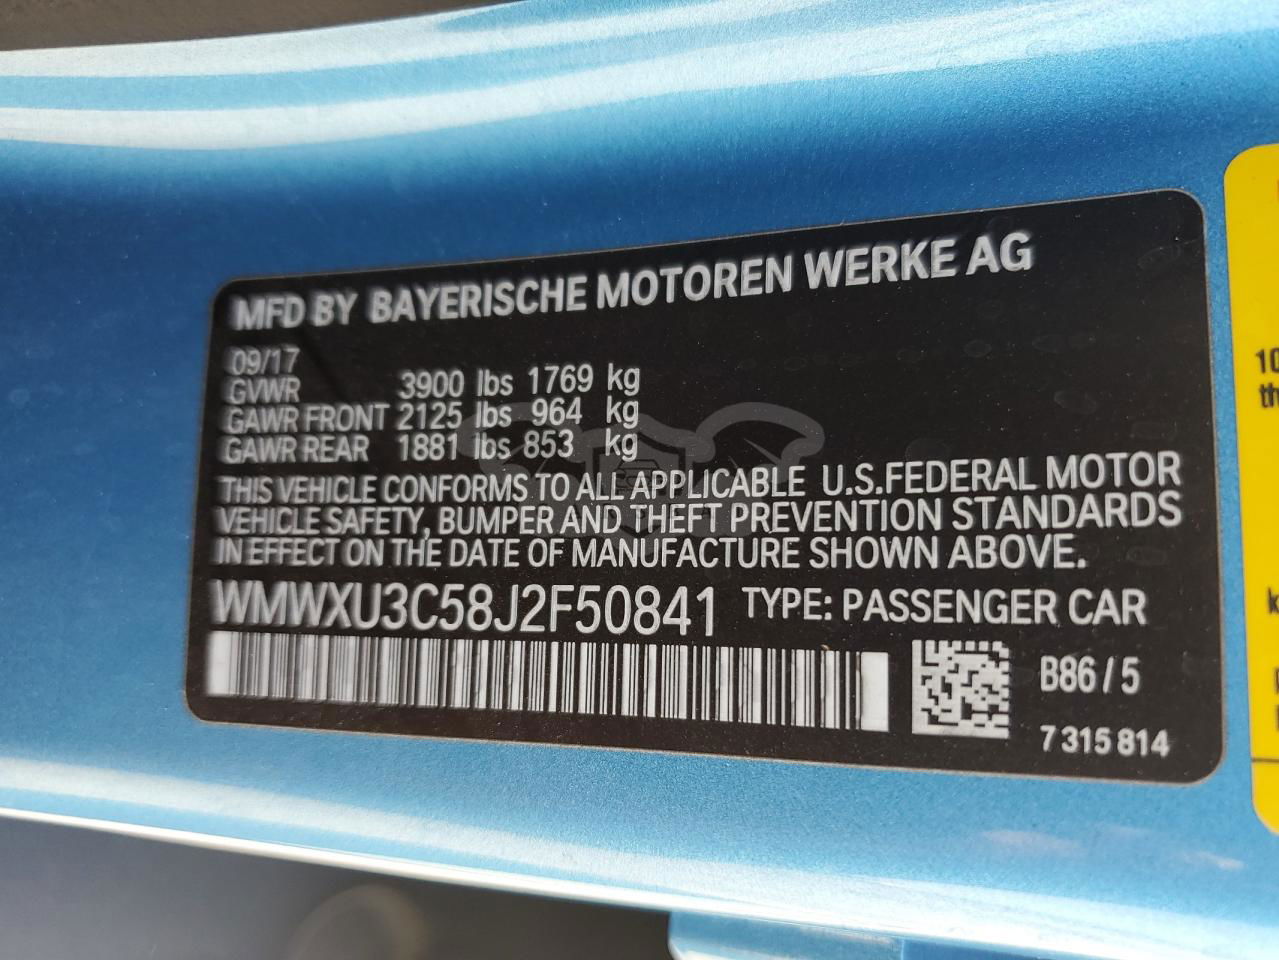 MFD BY BAYERISCHE MOTOREN WERKE AG
09/17
GVWR 3900 lbs 1769 kg
GAWR FRONT 2125 lbs 964 kg
GAWR REAR 1881 lbs 853 kg
THIS VEHICLE CONFORMS TO ALL APPLICABLE U.S.FEDERAL MOTOR
VEHICLE SAFETY, BUMPER AND THEFT PREVENTION STANDARDS
IN EFFECT ON THE DATE OF MANUFACTURE SHOWN ABOVE.
WMWXU3C58J2F50841 TYPE: PASSENGER CAR
B86/5
7 315 814
10
th
k